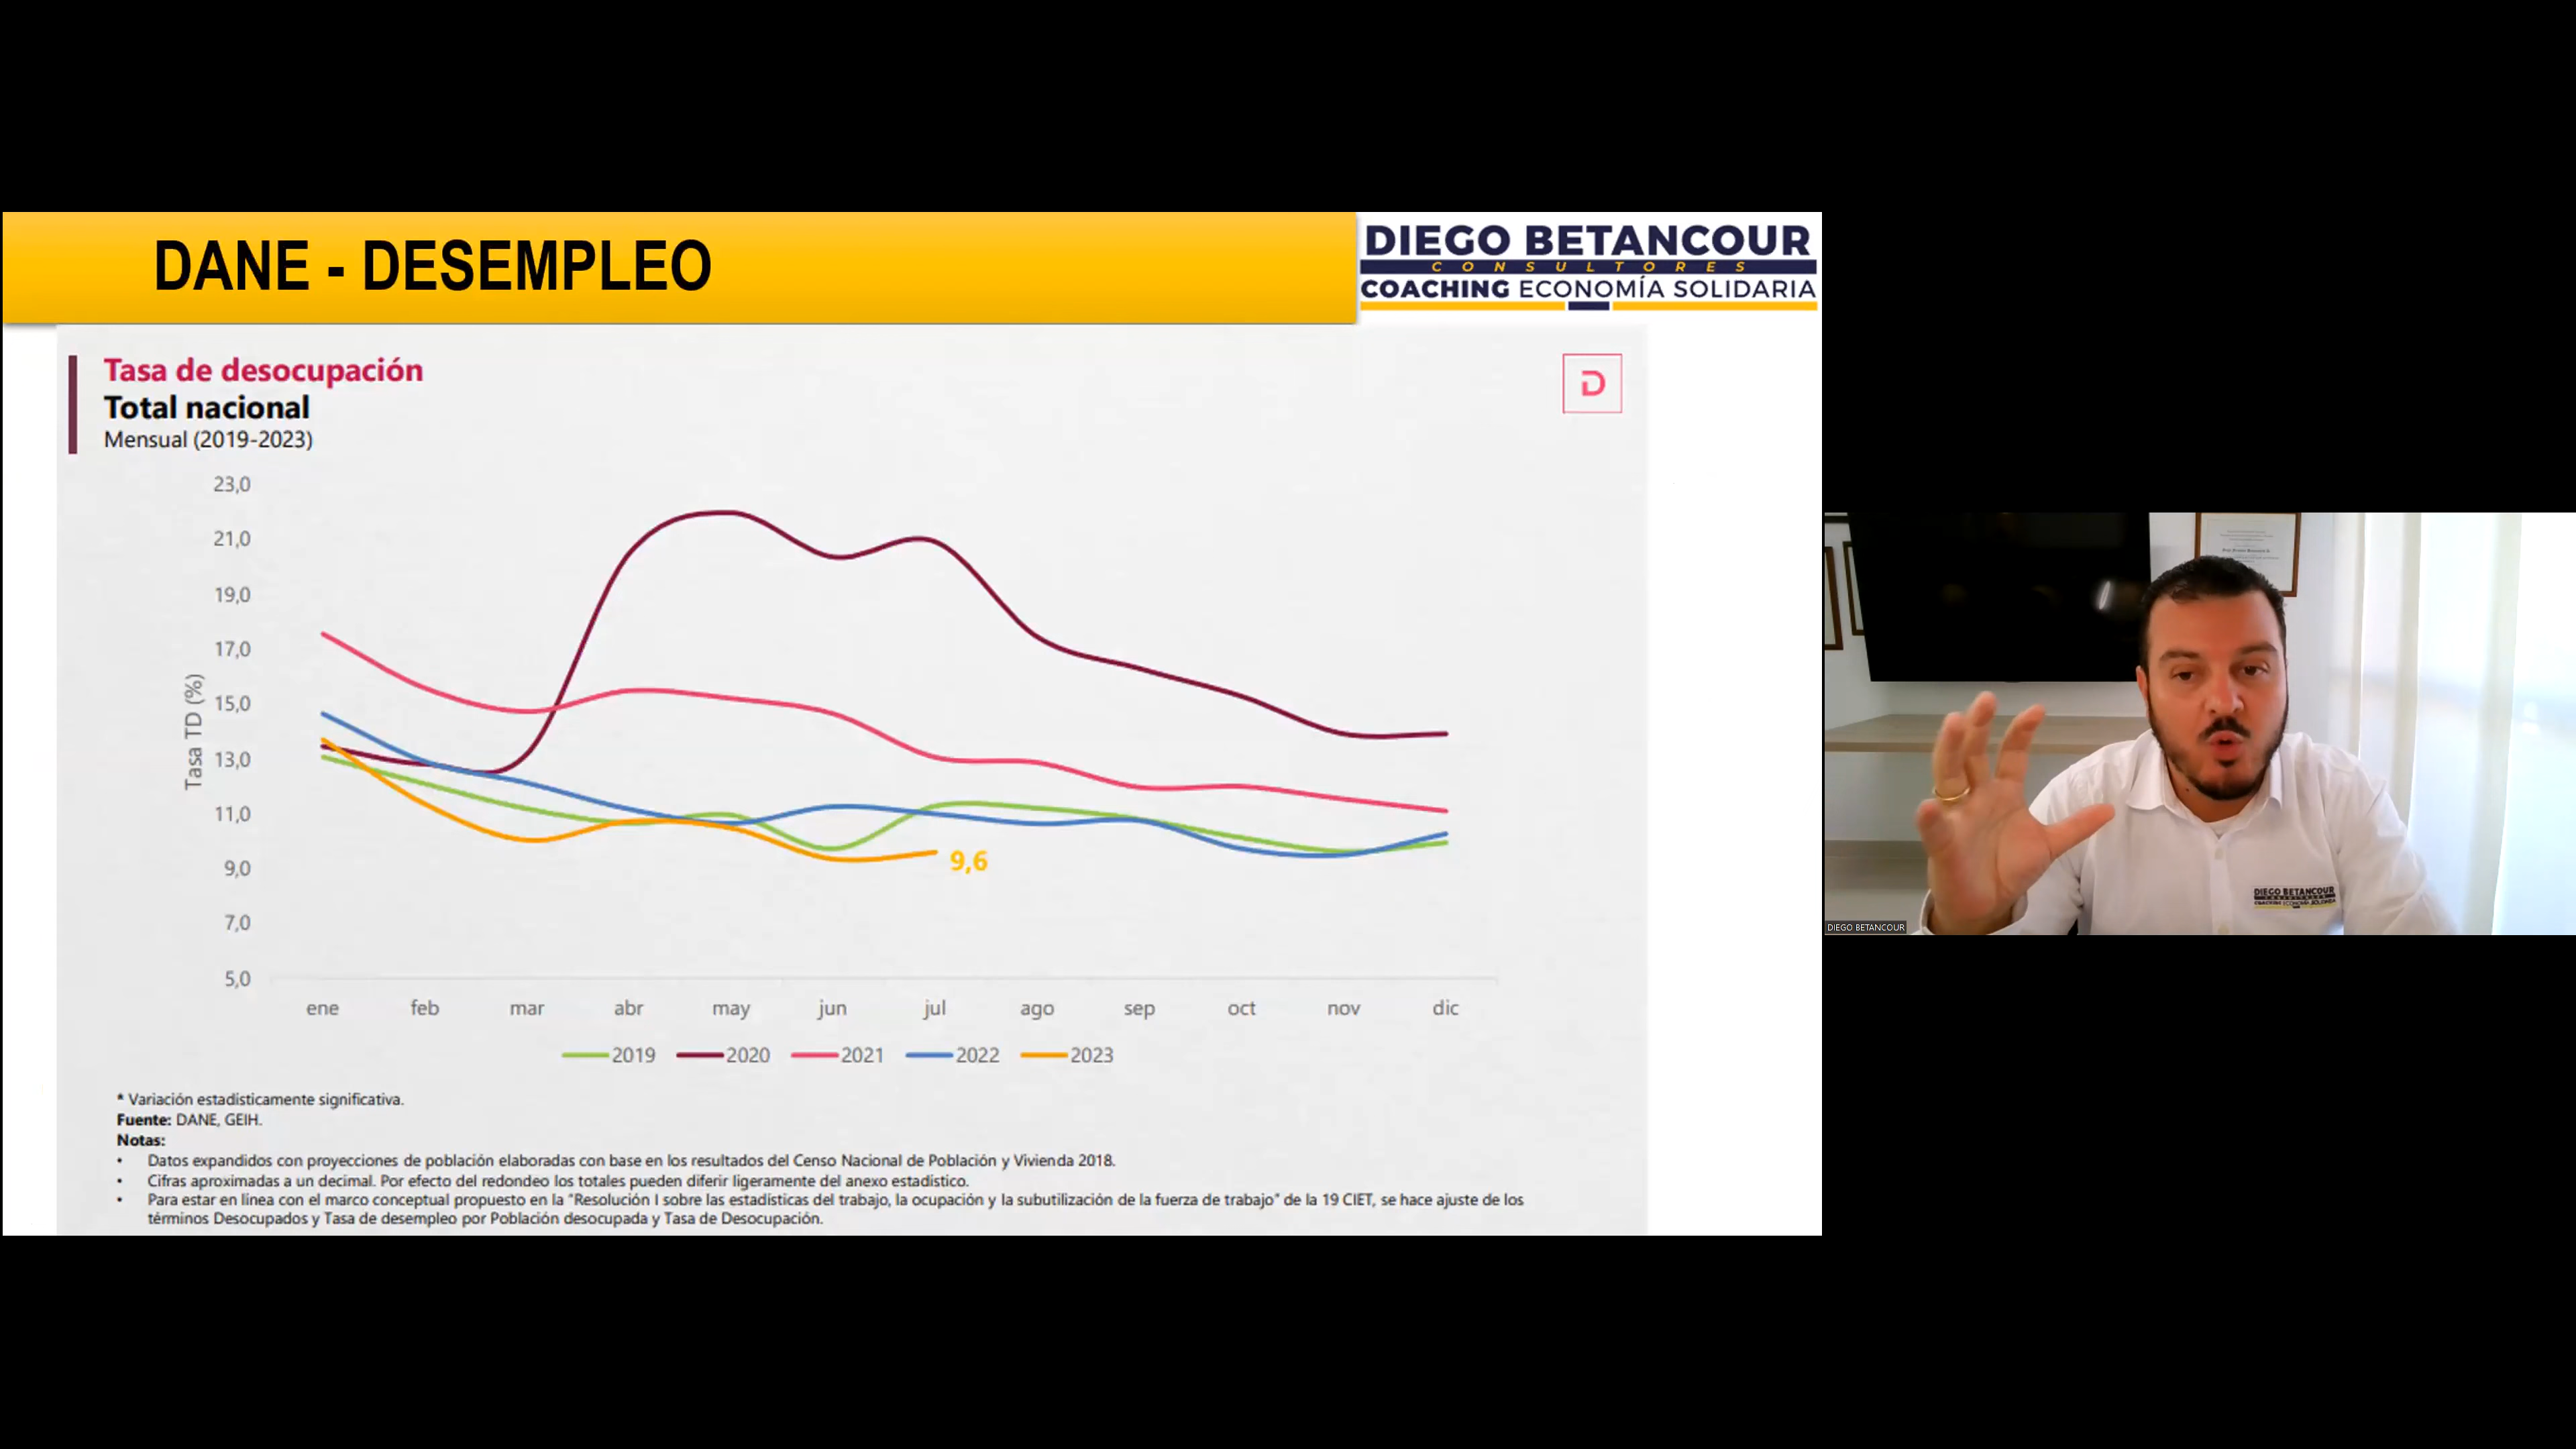 DANE - DESEMPLEO
DIEGO BETANCOUR
CONSULTORES
COACHING ECONOMÍA SOLIDARIA
Tasa de desocupación
Total nacional
Mensual (2019-2023)
D
Tasa TD (%)
23,0
21,0
19,0
17,0
15,0
13,0
11,0
9,0
7,0
5,0
9,6
ene feb mar abr may jun jul ago sep oct nov dic
2019 2020 2021 2022 2023
* Variación estadísticamente significativa.
Fuente: DANE, GEIH.
Notas:
• Datos expandidos con proyecciones de población elaboradas con base en los resultados del Censo Nacional de Población y Vivienda 2018.
• Cifras aproximadas a un decimal. Por efecto del redondeo los totales pueden diferir ligeramente del anexo estadístico.
• Para estar en línea con el marco conceptual propuesto en la "Resolución I sobre las estadísticas del trabajo, la ocupación y la subutilización de la fuerza de trabajo" de la 19 CIET, se hace ajuste de los
términos Desocupados y Tasa de desempleo por Población desocupada y Tasa de Desocupación.
DIEGO BETANCOUR
COACHING ECONOMÍA SOLIDARIA
DIEGO BETANCOUR